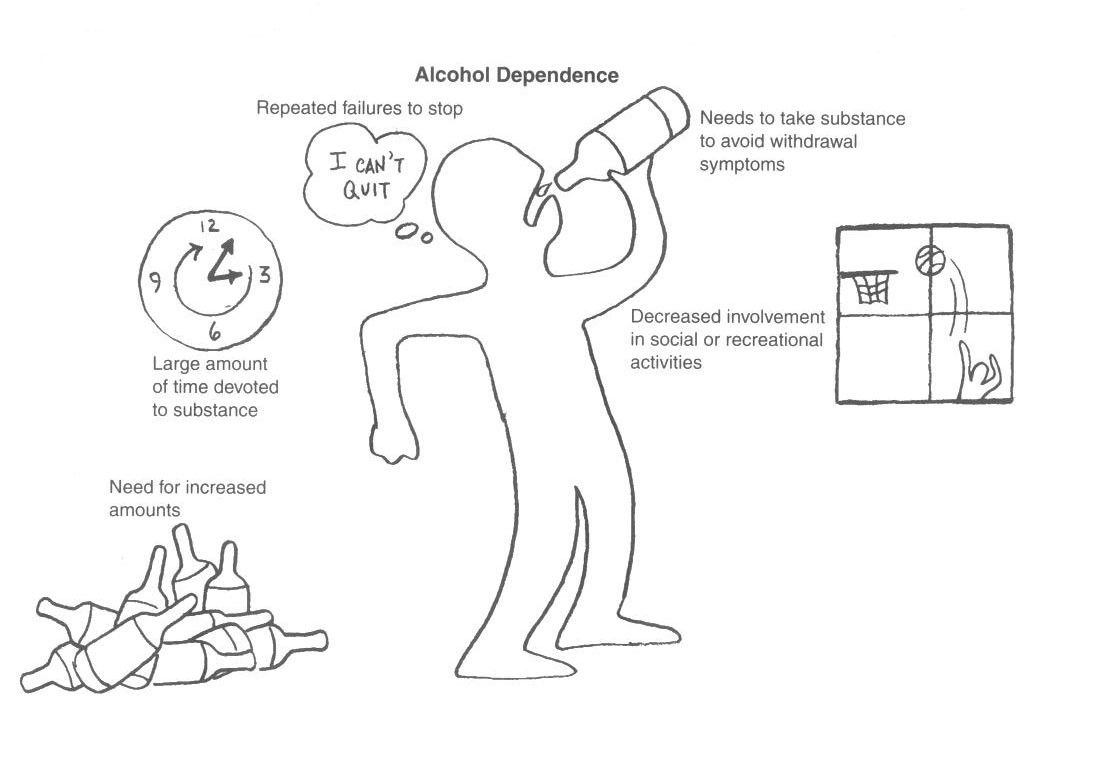 Alcohol Dependence
Repeated failures to stop
I CAN'T
QUIT
Needs to take substance
to avoid withdrawal
symptoms
12
9
3
6
Large amount
of time devoted
to substance
Decreased involvement
in social or recreational
activities
Need for increased
amounts